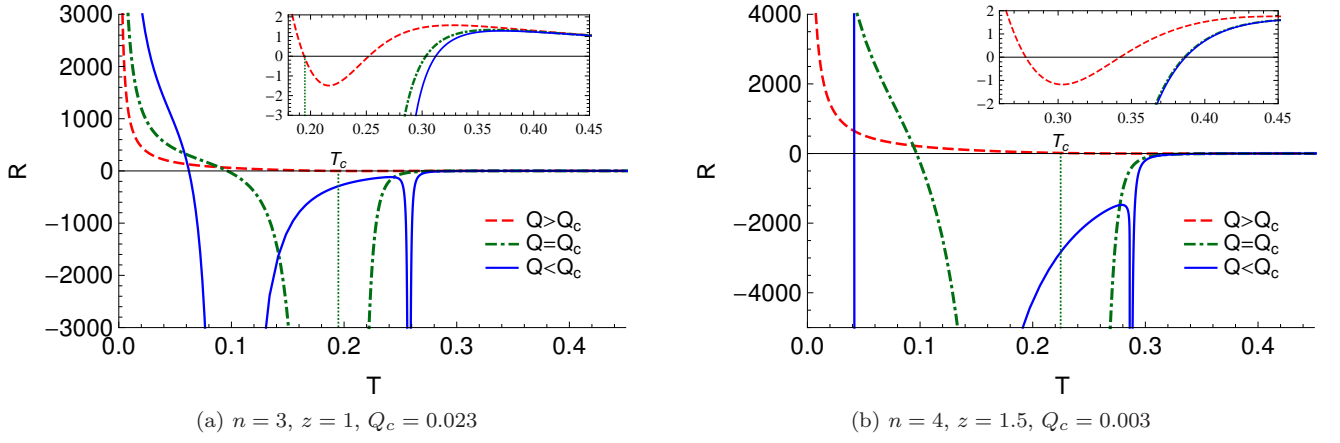 R
3000
2000
1000
0
−1000
−2000
−3000
2
1
0
−1
−2
−3
0.20 0.25 0.30 0.35 0.40 0.45
T_c
Q>Q_c
Q=Q_c
Q<Q_c
0.0 0.1 0.2 0.3 0.4
T
(a) n = 3, z = 1, Q_c = 0.023
R
4000
2000
0
−2000
−4000
2
1
0
−1
−2
0.30 0.35 0.40 0.45
T_c
Q>Q_c
Q=Q_c
Q<Q_c
0.0 0.1 0.2 0.3 0.4
T
(b) n = 4, z = 1.5, Q_c = 0.003